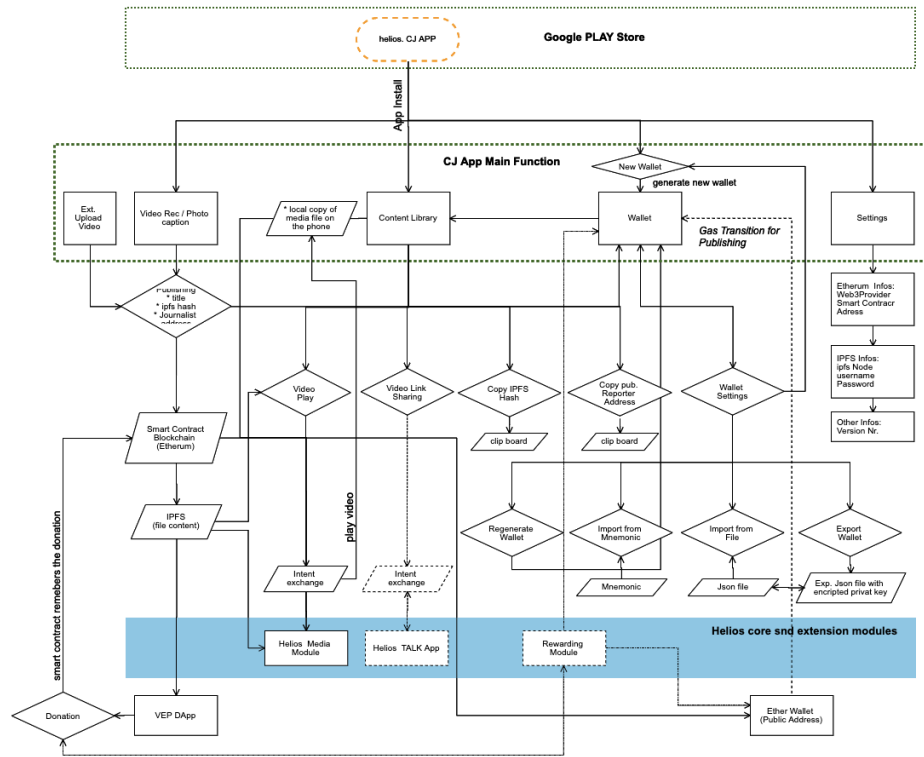 helios. CJ APP
Google PLAY Store
App Install
CJ App Main Function
New Wallet
generate new wallet
Ext.
Upload
Video
Video Rec / Photo
caption
* local copy of
media file on
the phone
Content Library
Wallet
Gas Transition for
Publishing
Settings
Publishing
* title
* ipfs hash
* Journalist
address
Etherum Infos:
Web3Provider
Smart Contracr
Adress
IPFS Infos:
ipfs Node
username
Password
Other Infos:
Version Nr.
Video
Play
Video Link
Sharing
Copy IPFS
Hash
Copy pub.
Reporter
Address
Wallet
Settings
clip board
clip board
Smart Contract
Blockchain
(Etherum)
IPFS
(file content)
play video
Regenerate
Wallet
Import from
Mnemonic
Import from
File
Export
Wallet
Intent
exchange
Intent
exchange
Mnemonic
Json file
Exp. Json file with
encripted privat key
smart contract remebers the donation
Helios core snd extension modules
Helios Media
Module
Helios TALK App
Rewarding
Module
Donation
VEP DApp
Ether Wallet
(Public Address)